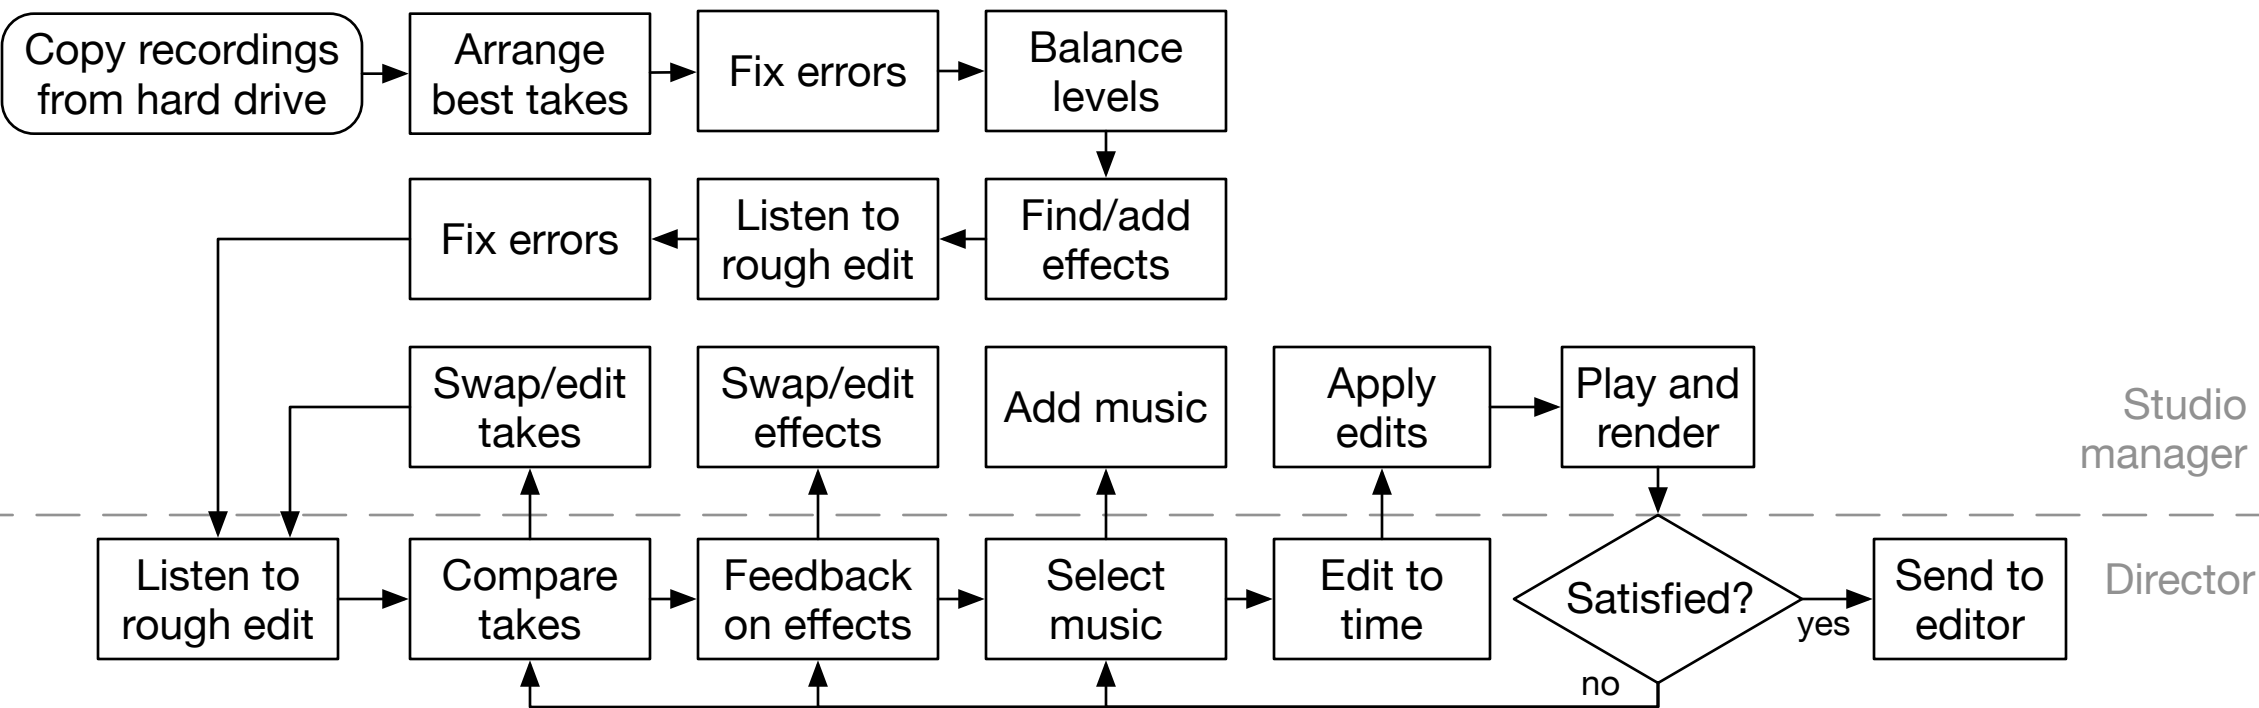 Copy recordings
from hard drive
Arrange
best takes
Fix errors
Balance
levels
Fix errors
Listen to
rough edit
Find/add
effects
Swap/edit
takes
Swap/edit
effects
Add music
Apply
edits
Play and
render
Studio
manager
Listen to
rough edit
Compare
takes
Feedback
on effects
Select
music
Edit to
time
Satisfied?
yes
no
Send to
editor
Director